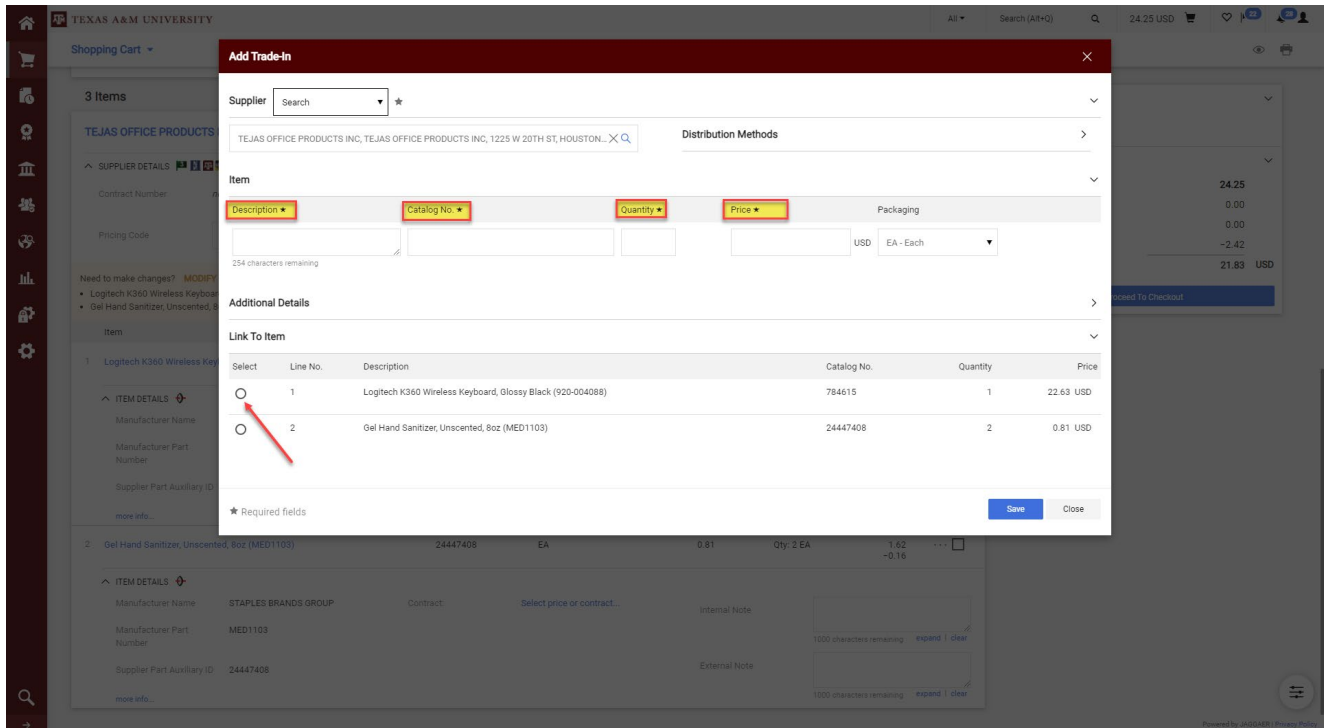 TEXAS A&M UNIVERSITY
All
Search (Alt+Q)
24.25 USD
Shopping Cart
Add Trade-In
3 Items
TEJAS OFFICE PRODUCTS
SUPPLIER DETAILS
Contract Number
Pricing Code
Need to make changes? MODIFY
Logitech K360 Wireless Keyboar
Gel Hand Sanitizer, Unscented, 8
Item
1 Logitech K360 Wireless Key
ITEM DETAILS
Manufacturer Name
Manufacturer Part
Number
Supplier Part Auxiliary ID
more info...
Supplier
Search ★
TEJAS OFFICE PRODUCTS INC, TEJAS OFFICE PRODUCTS INC, 1225 W 20TH ST, HOUSTON...
Distribution Methods
Item
Description ★ Catalog No. ★ Quantity ★ Price ★ Packaging
USD EA - Each
254 characters remaining
Additional Details
Link To Item
Select Line No. Description Catalog No. Quantity Price
1 Logitech K360 Wireless Keyboard, Glossy Black (920-004088) 784615 1 22.63 USD
2 Gel Hand Sanitizer, Unscented, 8oz (MED1103) 24447408 2 0.81 USD
★ Required fields
Save Close
24.25
0.00
0.00
-2.42
21.83 USD
roceed To Checkout
2 Gel Hand Sanitizer, Unscented, 8oz (MED1103) 24447408 EA 0.81 Qty: 2 EA 1.62
-0.16
ITEM DETAILS
Manufacturer Name STAPLES BRANDS GROUP Contract: Select price or contract... Internal Note
Manufacturer Part
Number MED1103
1000 characters remaining expand | clear
Supplier Part Auxiliary ID 24447408 External Note
more info...
1000 characters remaining expand | clear
Powered by JAGGAER | Privacy Policy